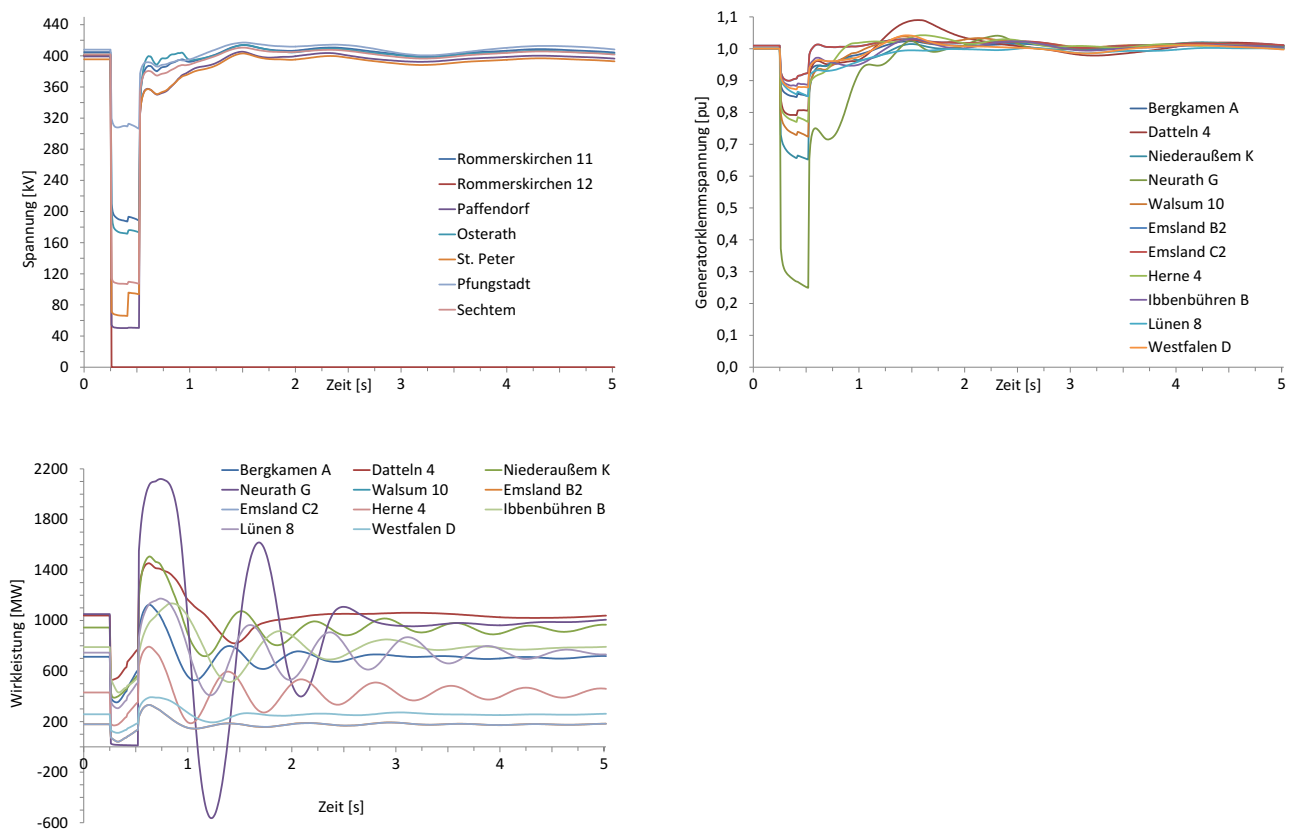 440
400
360
320
280
240
200
160
120
80
40
0
Spannung [kV]
0
1
2
3
4
5
Zeit [s]
Rommerskirchen 11
Rommerskirchen 12
Paffendorf
Osterath
St. Peter
Pfungstadt
Sechtem
1,1
1,0
0,9
0,8
0,7
0,6
0,5
0,4
0,3
0,2
0,1
0,0
Generatorklemmspannung [pu]
0
1
2
3
4
5
Zeit [s]
Bergkamen A
Datteln 4
Niederaußem K
Neurath G
Walsum 10
Emsland B2
Emsland C2
Herne 4
Ibbenbühren B
Lünen 8
Westfalen D
2200
1800
1400
1000
600
200
-200
-600
Wirkleistung [MW]
Bergkamen A Datteln 4 Niederaußem K
Neurath G Walsum 10 Emsland B2
Emsland C2 Herne 4 Ibbenbühren B
Lünen 8 Westfalen D
0
1
2
3
4
5
Zeit [s]